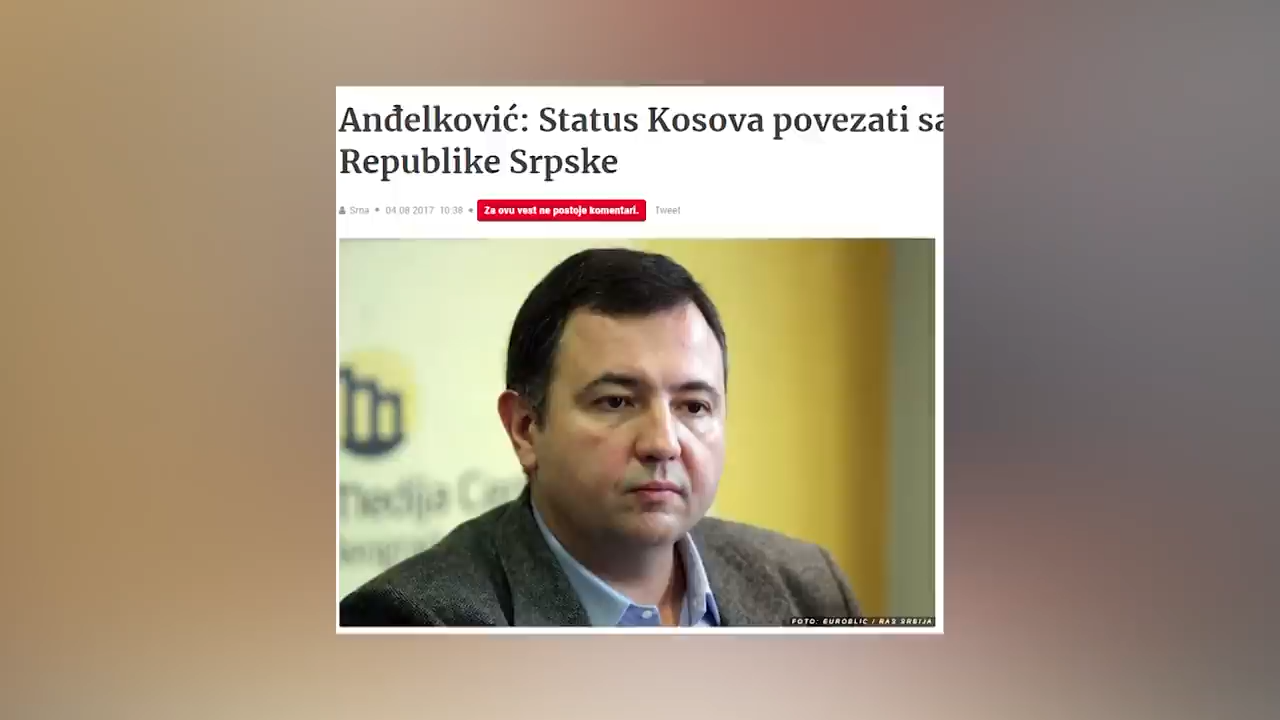 Anđelković: Status Kosova povezati sa
Republike Srpske
Srna • 04.08.2017 10:38 • Za ovu vest ne postoje komentari. Tweet
Medija
FOTO: EUROBLIC / RAS SRBIJA